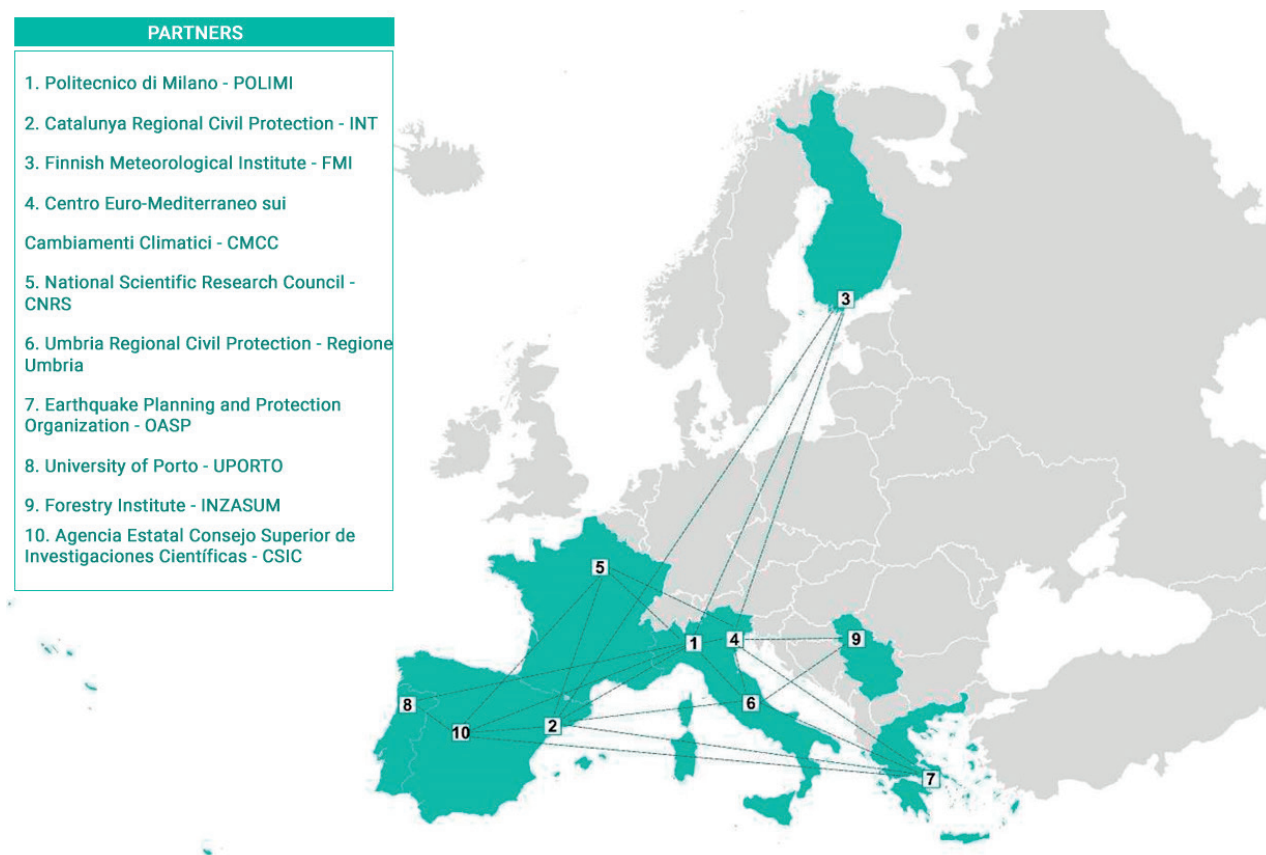 PARTNERS
1. Politecnico di Milano - POLIMI
2. Catalunya Regional Civil Protection - INT
3. Finnish Meteorological Institute - FMI
4. Centro Euro-Mediterraneo sui
Cambiamenti Climatici - CMCC
5. National Scientific Research Council -
CNRS
6. Umbria Regional Civil Protection - Regione
Umbria
7. Earthquake Planning and Protection
Organization - OASP
8. University of Porto - UPORTO
9. Forestry Institute - INZASUM
10. Agencia Estatal Consejo Superior de
Investigaciones Científicas - CSIC
3
5
1
4
9
8
10
2
6
7